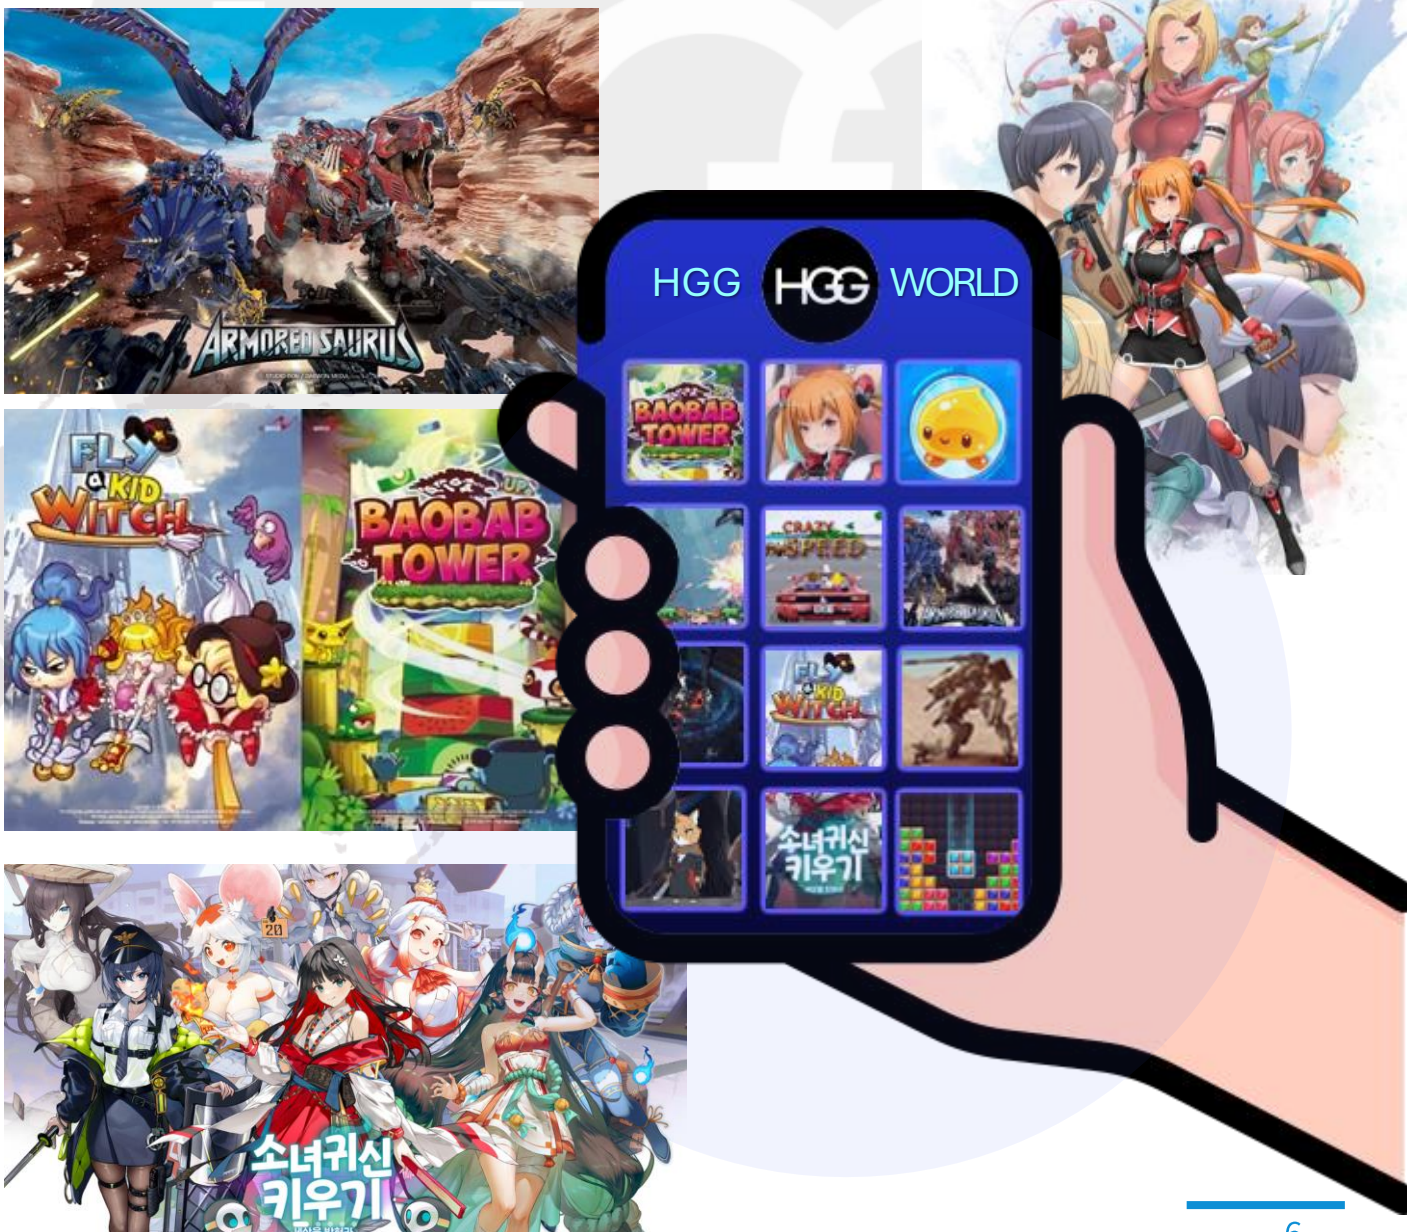 ARMORED SAURUS
FLY
a KID
WITCH
UP!
BAOBAB
TOWER
20
소녀귀신
키우기
HGG
HGG
WORLD
BAOBAB
TOWER
CRAZY
SPEED
FLY
a KID
WITCH
소녀귀신
키우기
6